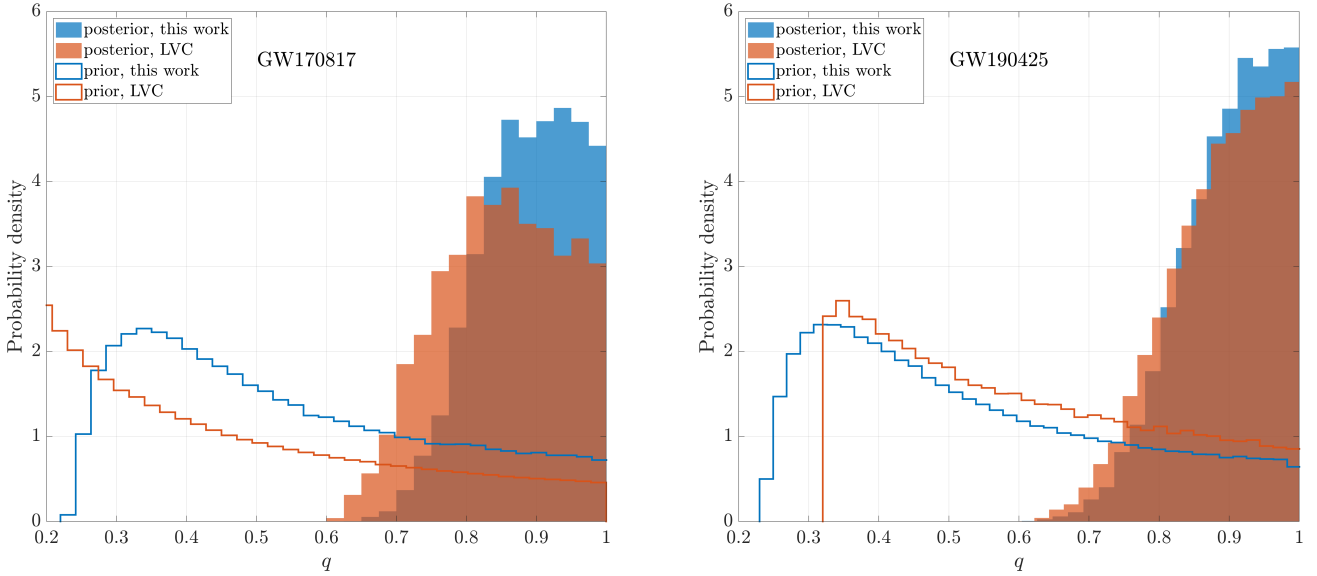 6
5
4
3
2
1
0
Probability density
posterior, this work
posterior, LVC
prior, this work
prior, LVC
GW170817
0.2 0.3 0.4 0.5 0.6 0.7 0.8 0.9 1
q
6
5
4
3
2
1
0
Probability density
posterior, this work
posterior, LVC
prior, this work
prior, LVC
GW190425
0.2 0.3 0.4 0.5 0.6 0.7 0.8 0.9 1
q